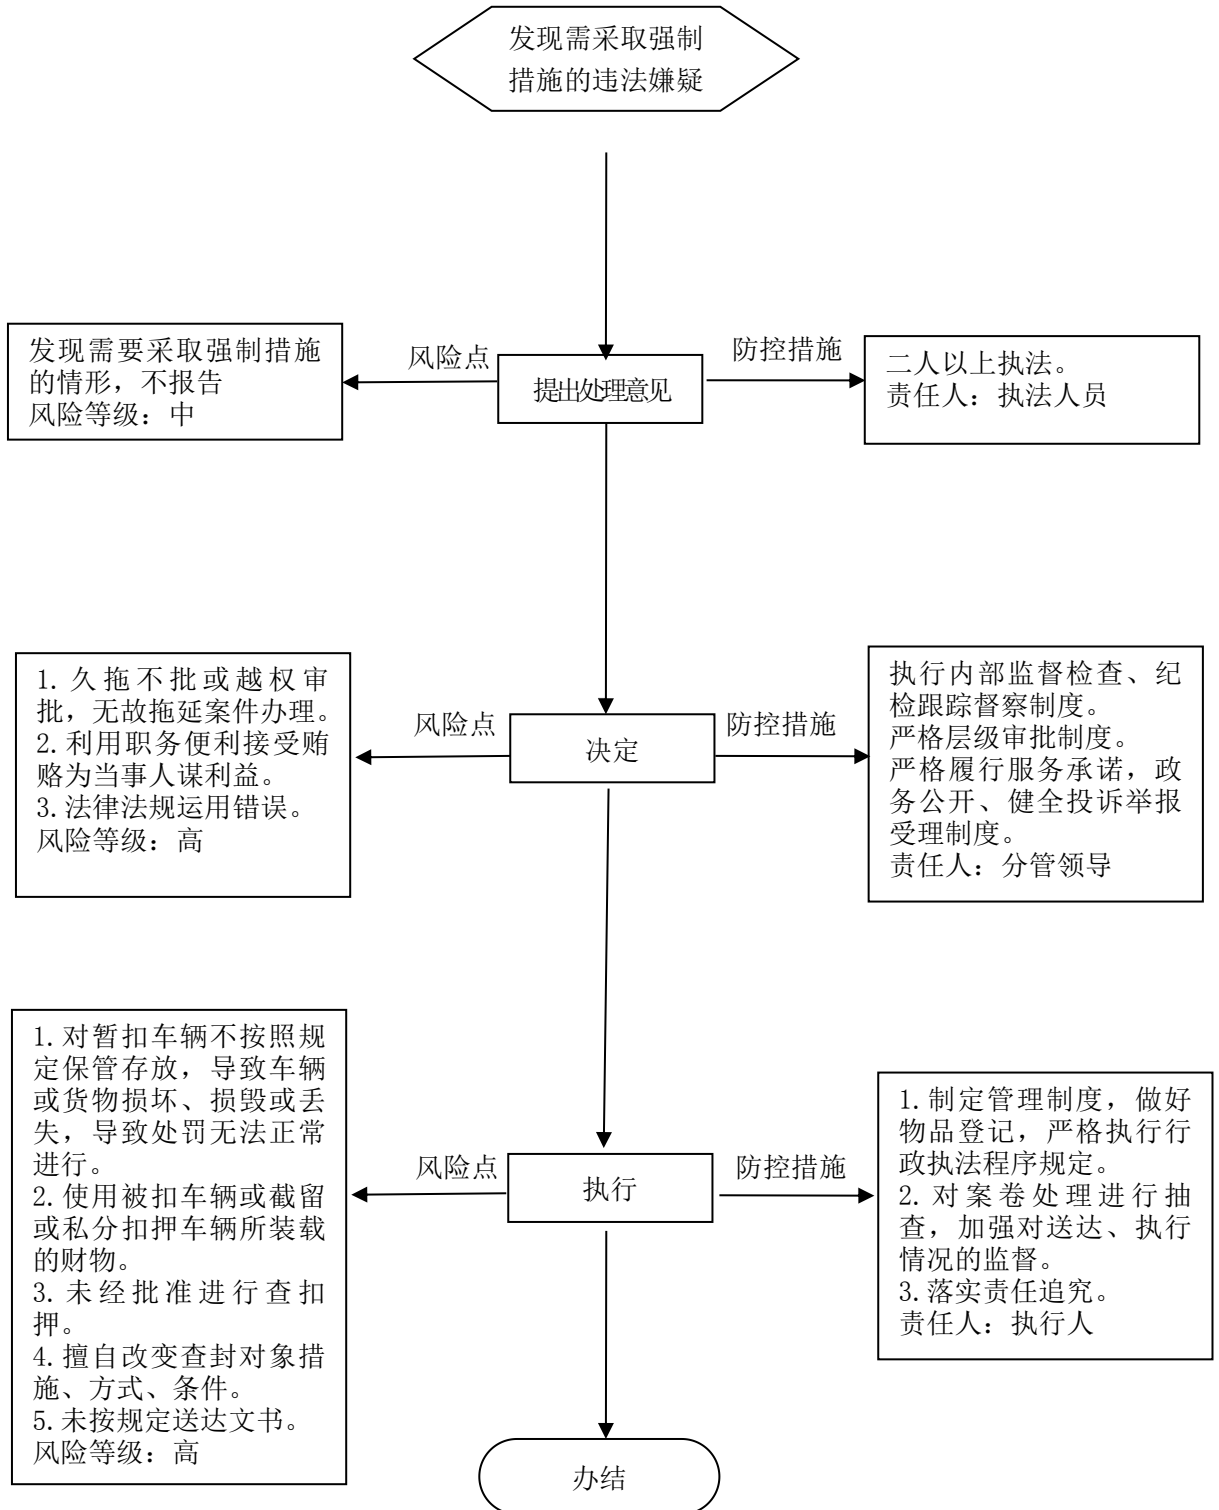 发现需采取强制
措施的违法嫌疑
发现需要采取强制措施
的情形，不报告
风险等级：中
风险点
提出处理意见
防控措施
二人以上执法。
责任人：执法人员
1.久拖不批或越权审
批，无故拖延案件办理。
2.利用职务便利接受贿
赂为当事人谋利益。
3.法律法规运用错误。
风险等级：高
风险点
决定
防控措施
执行内部监督检查、纪
检跟踪督察制度。
严格层级审批制度。
严格履行服务承诺，政
务公开、健全投诉举报
受理制度。
责任人：分管领导
1.对暂扣车辆不按照规
定保管存放，导致车辆
或货物损坏、损毁或丢
失，导致处罚无法正常
进行。
2.使用被扣车辆或截留
或私分扣押车辆所装载
的财物。
3.未经批准进行查扣
押。
4.擅自改变查封对象措
施、方式、条件。
5.未按规定送达文书。
风险等级：高
风险点
执行
防控措施
1.制定管理制度，做好
物品登记，严格执行行
政执法程序规定。
2.对案卷处理进行抽
查，加强对送达、执行
情况的监督。
3.落实责任追究。
责任人：执行人
办结